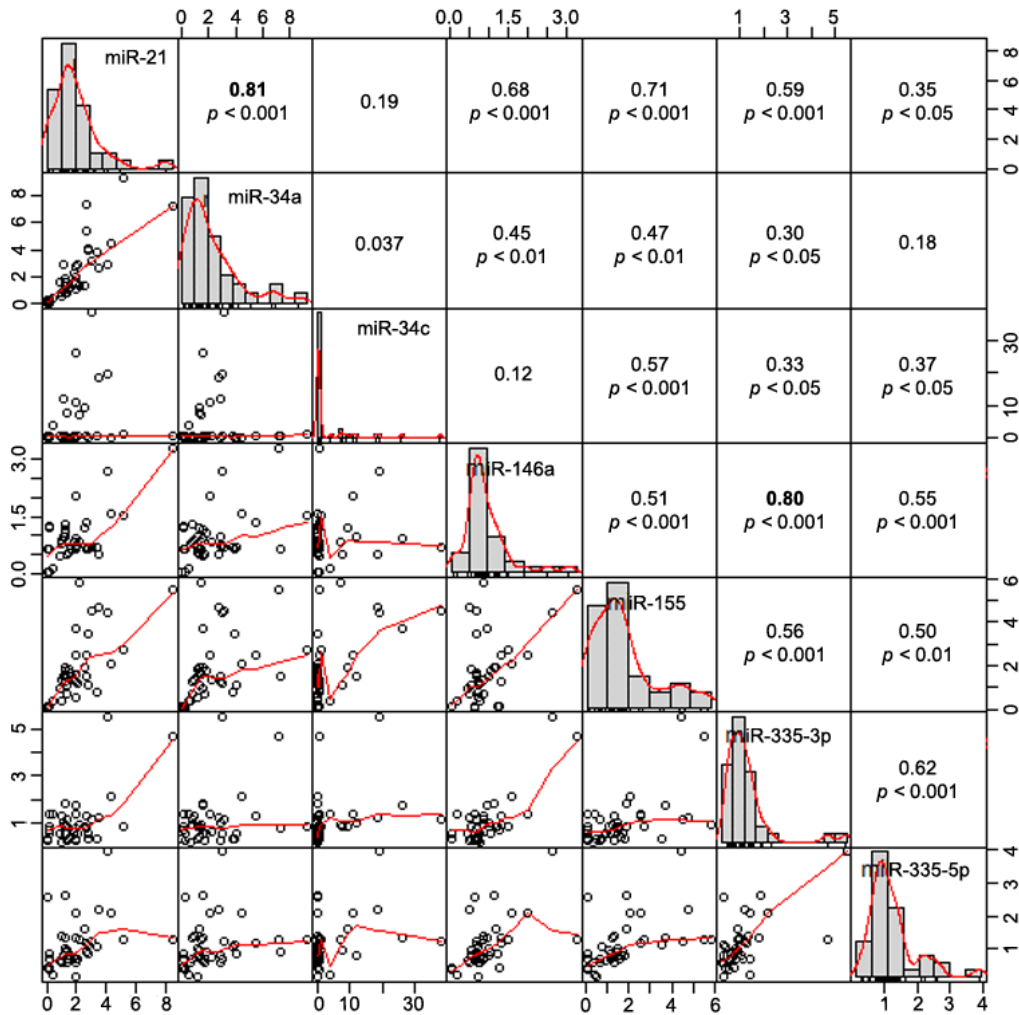 0 2 4 6 8
0.0 1.5 3.0
1 3 5
miR-21
0.81
p < 0.001
0.19
0.68
p < 0.001
0.71
p < 0.001
0.59
p < 0.001
0.35
p < 0.05
0 2 4 6 8
0 2 4 6 8
miR-34a
0.037
0.45
p < 0.01
0.47
p < 0.01
0.30
p < 0.05
0.18
miR-34c
0.12
0.57
p < 0.001
0.33
p < 0.05
0.37
p < 0.05
0 10 30
0.0 1.5 3.0
miR-146a
0.51
p < 0.001
0.80
p < 0.001
0.55
p < 0.001
miR-155
0.56
p < 0.001
0.50
p < 0.01
0 2 4 6
1 3 5
miR-335-3p
0.62
p < 0.001
miR-335-5p
1 2 3 4
0 2 4 6 8
0 10 30
0 2 4 6
1 2 3 4